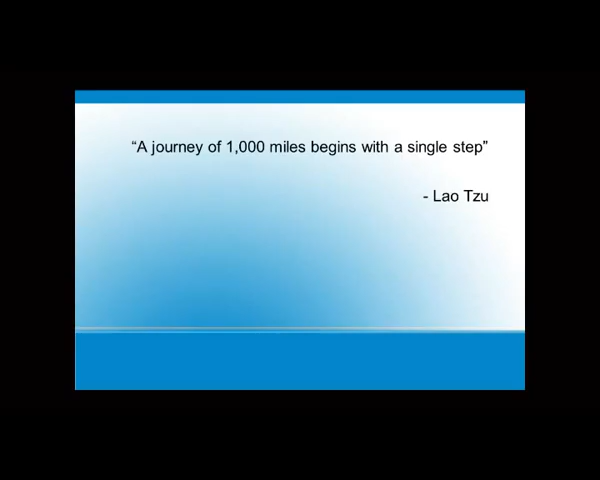 “A journey of 1,000 miles begins with a single step”
- Lao Tzu